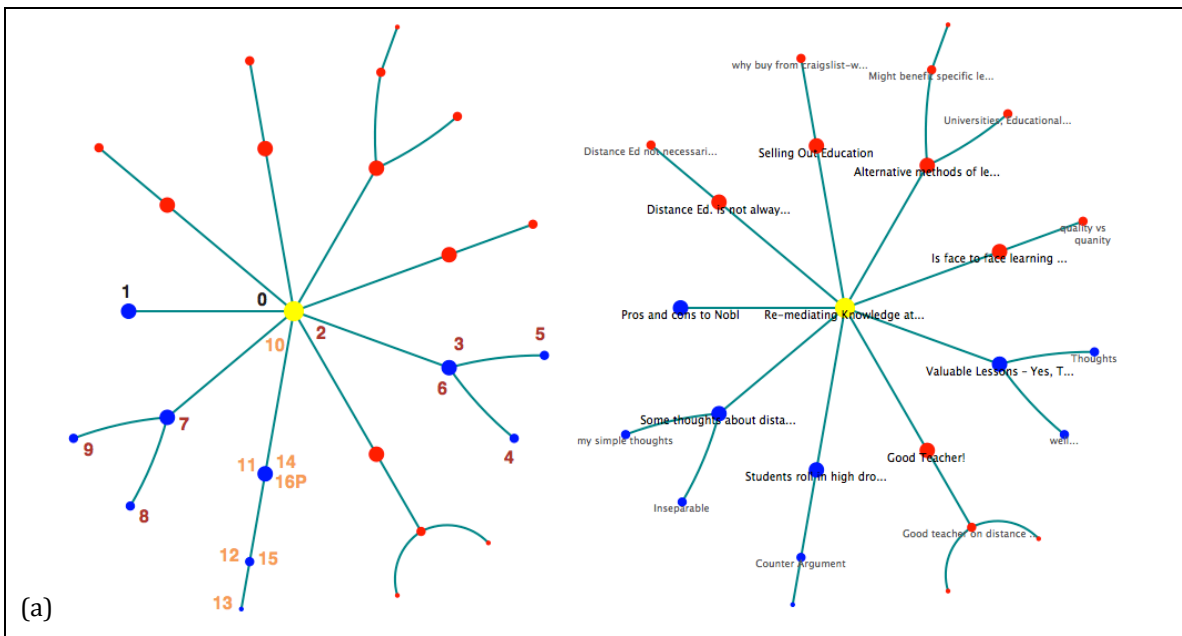 1
0
2
10
3
5
6
4
7
9
8
11
14
16P
12
15
13
(a)
why buy from craigslist-w...
Might benefit specific le...
Universities, Educational...
Distance Ed not necessari...
Selling Out Education
Alternative methods of le...
Distance Ed. is not alway...
quality vs
quanity
Is face to face learning ...
Pros and cons to Nobl
Re-mediating Knowledge at...
Thoughts
Valuable Lessons - Yes, T...
Some thoughts about dista...
my simple thoughts
well...
Good Teacher!
Students roll in high dro...
Inseparable
Good teacher on distance ...
Counter Argument